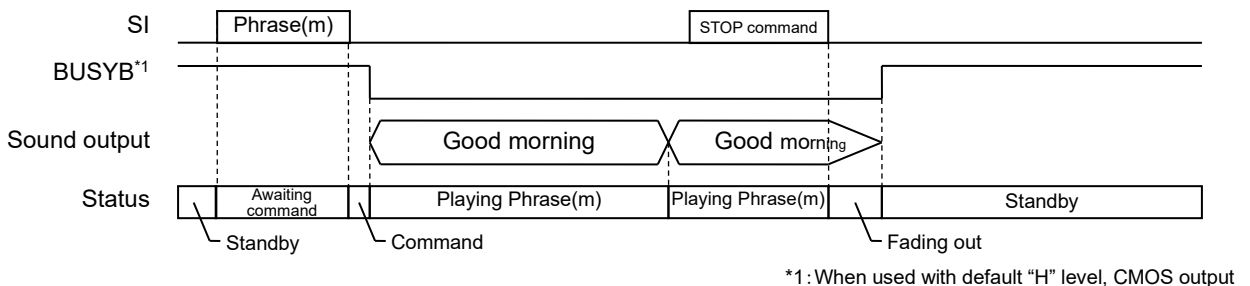 SI
Phrase(m)
STOP command
BUSYB*1
Sound output
Good morning
Good morning
Status
Awaiting
command
Playing Phrase(m)
Playing Phrase(m)
Standby
Standby
Command
Fading out
*1:When used with default “H” level, CMOS output